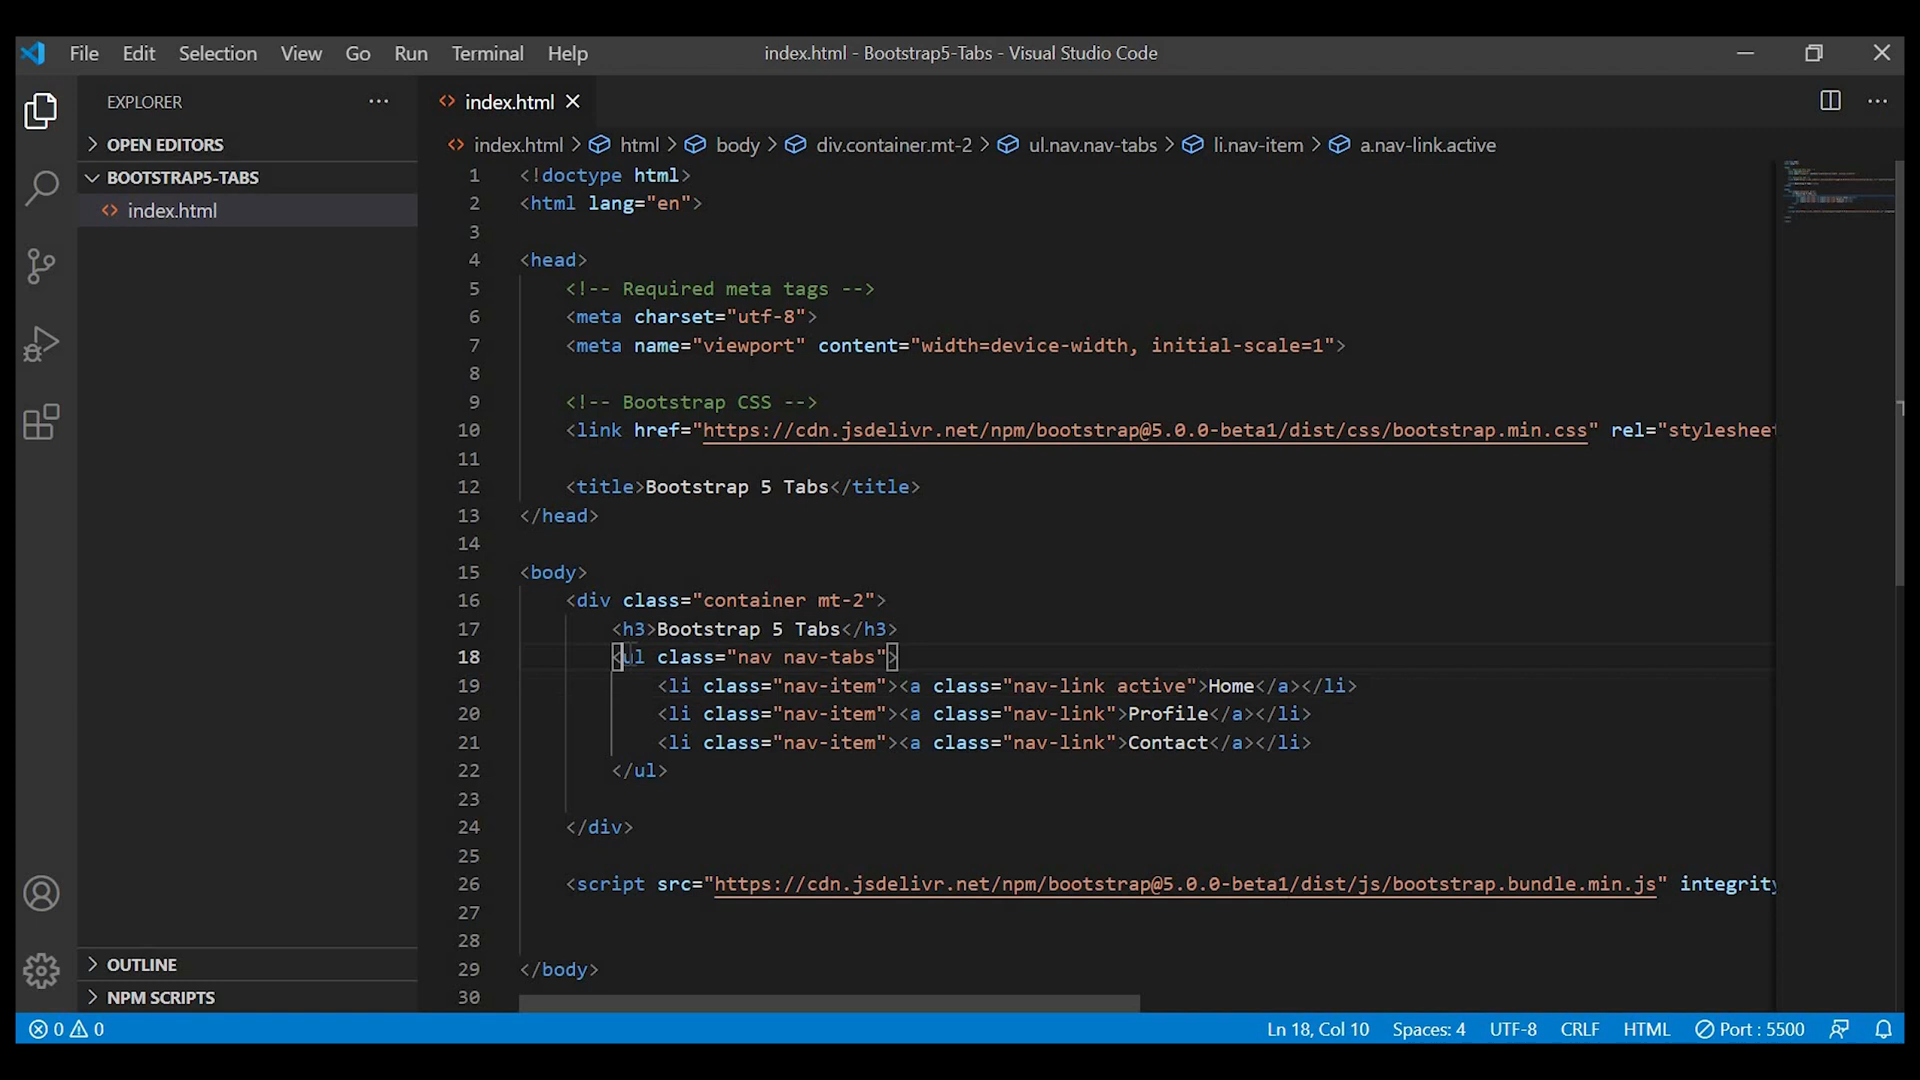 File Edit Selection View Go Run Terminal Help
index.html - Bootstrap5-Tabs - Visual Studio Code
EXPLORER
OPEN EDITORS
BOOTSTRAP5-TABS
index.html
OUTLINE
NPM SCRIPTS
index.html
index.html > html > body > div.container.mt-2 > ul.nav.nav-tabs > li.nav-item > a.nav-link.active
1 <!doctype html>
2 <html lang="en">
3
4 <head>
5 <!-- Required meta tags -->
6 <meta charset="utf-8">
7 <meta name="viewport" content="width=device-width, initial-scale=1">
8
9 <!-- Bootstrap CSS -->
10 <link href="https://cdn.jsdelivr.net/npm/bootstrap@5.0.0-beta1/dist/css/bootstrap.min.css" rel="stylesheet
11
12 <title>Bootstrap 5 Tabs</title>
13 </head>
14
15 <body>
16 <div class="container mt-2">
17 <h3>Bootstrap 5 Tabs</h3>
18 <ul class="nav nav-tabs">
19 <li class="nav-item"><a class="nav-link active">Home</a></li>
20 <li class="nav-item"><a class="nav-link">Profile</a></li>
21 <li class="nav-item"><a class="nav-link">Contact</a></li>
22 </ul>
23
24 </div>
25
26 <script src="https://cdn.jsdelivr.net/npm/bootstrap@5.0.0-beta1/dist/js/bootstrap.bundle.min.js" integrity
27
28
29 </body>
30
0 0 Ln 18, Col 10 Spaces: 4 UTF-8 CRLF HTML Port : 5500